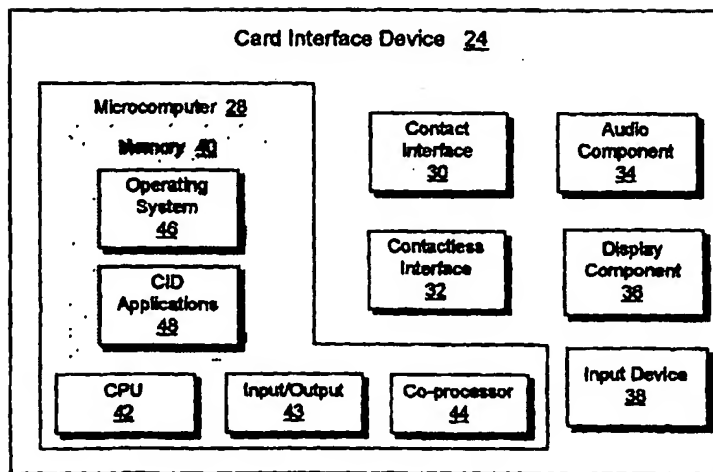 Card Interface Device 24
Microcomputer 28
Memory 40
Operating
System
46
CID
Applications
48
CPU
42
Input/Output
43
Co-processor
44
Contact
Interface
30
Audio
Component
34
Contactless
Interface
32
Display
Component
36
Input Device
38